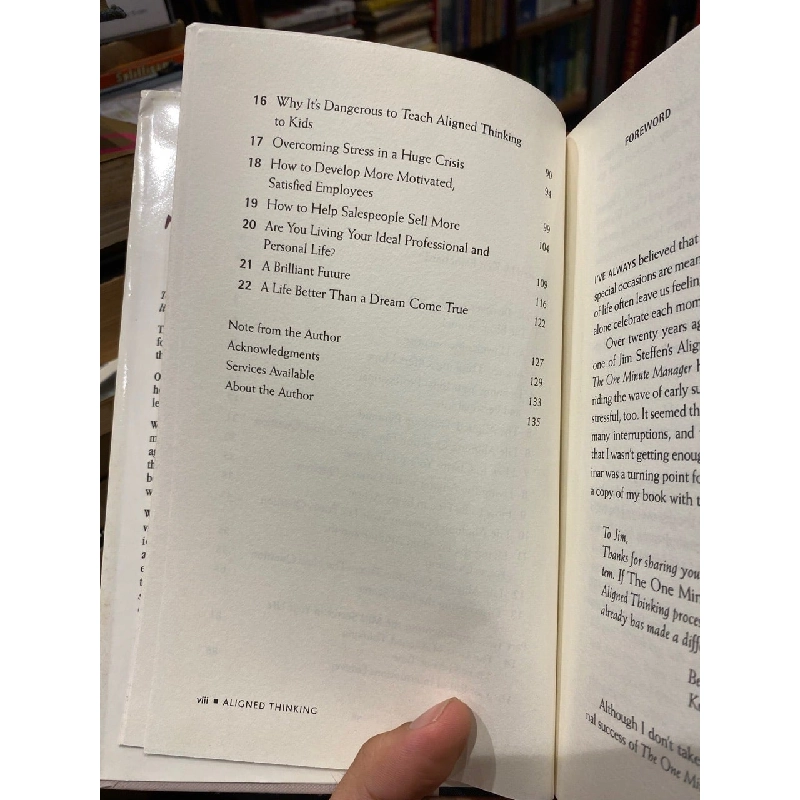 16 Why It's Dangerous to Teach Aligned Thinking
to Kids 90
17 Overcoming Stress in a Huge Crisis 94
18 How to Develop More Motivated,
Satisfied Employees 99
19 How to Help Salespeople Sell More 104
20 Are You Living Your Ideal Professional and
Personal Life? 109
21 A Brilliant Future 116
22 A Life Better Than a Dream Come True 122
Note from the Author 127
Acknowledgments 129
Services Available 133
About the Author 135
viii ■ ALIGNED THINKING
FOREWORD
I'VE ALWAYS believed that
special occasions are mean
of life often leave us feelin
alone celebrate each mom
Over twenty years ag
one of Jim Steffen's Alig
The One Minute Manager
riding the wave of early su
stressful, too. It seemed th
many interruptions, and
that I wasn't getting enoug
inar was a turning point fo
a copy of my book with t
To Jim,
Thanks for sharing you
tem. If The One Min
Aligned Thinking proce
already has made a diff
Be
K
Although I don't take
nal success of The One Mi